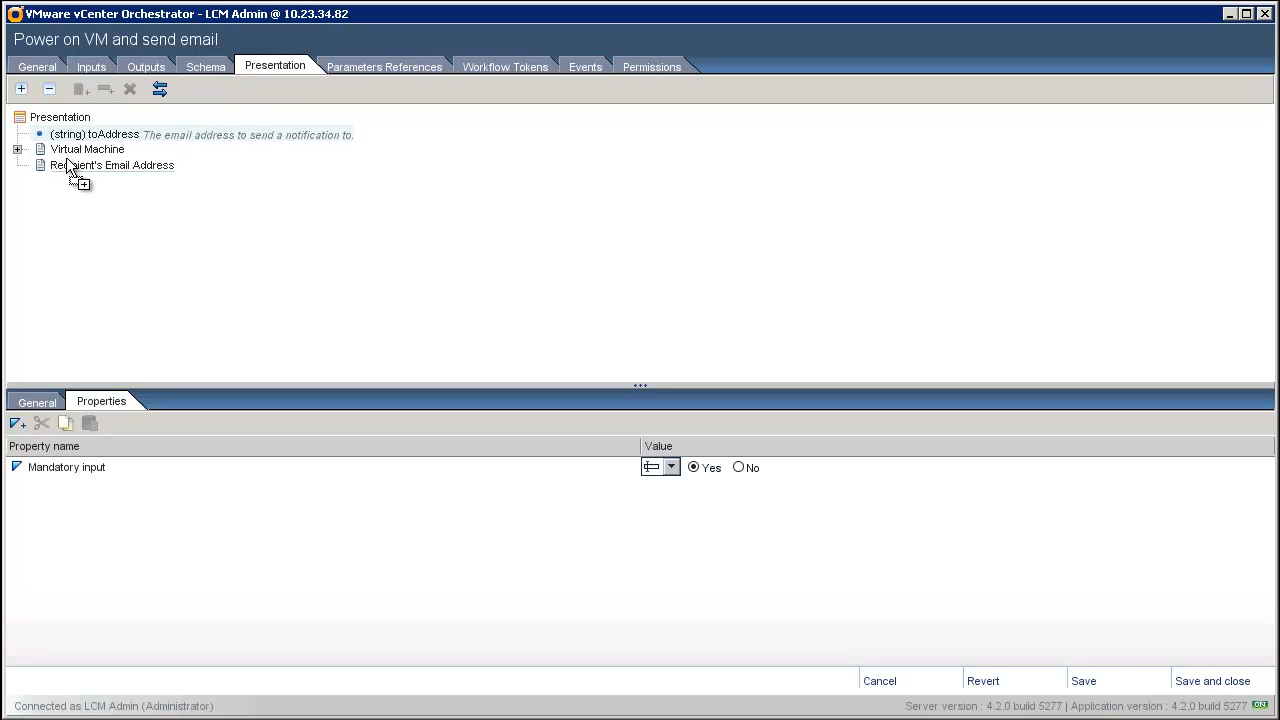 VMware vCenter Orchestrator - LCM Admin @ 10.23.34.82
Power on VM and send email
General Inputs Outputs Schema Presentation Parameters References Workflow Tokens Events Permissions
Presentation
(string) toAddress The email address to send a notification to.
Virtual Machine
Recipient's Email Address
General Properties
Property name Value
Mandatory input Yes No
Cancel Revert Save Save and close
Connected as LCM Admin (Administrator) Server version : 4.2.0 build 5277 | Application version : 4.2.0 build 5277 ON